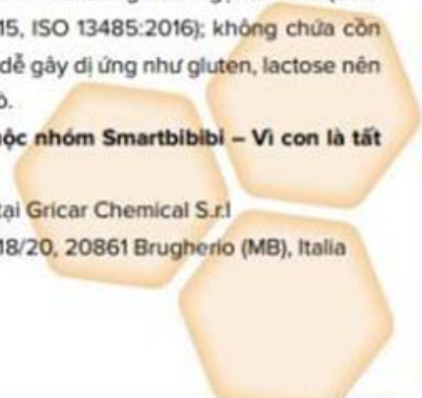 15, ISO 13485:2016); không chứa cồn
dễ gây dị ứng như gluten, lactose nên
ộc nhóm Smartbibibi – Vì con là tất
tại Gricar Chemical S.r.l
18/20, 20861 Brugherio (MB), Italia